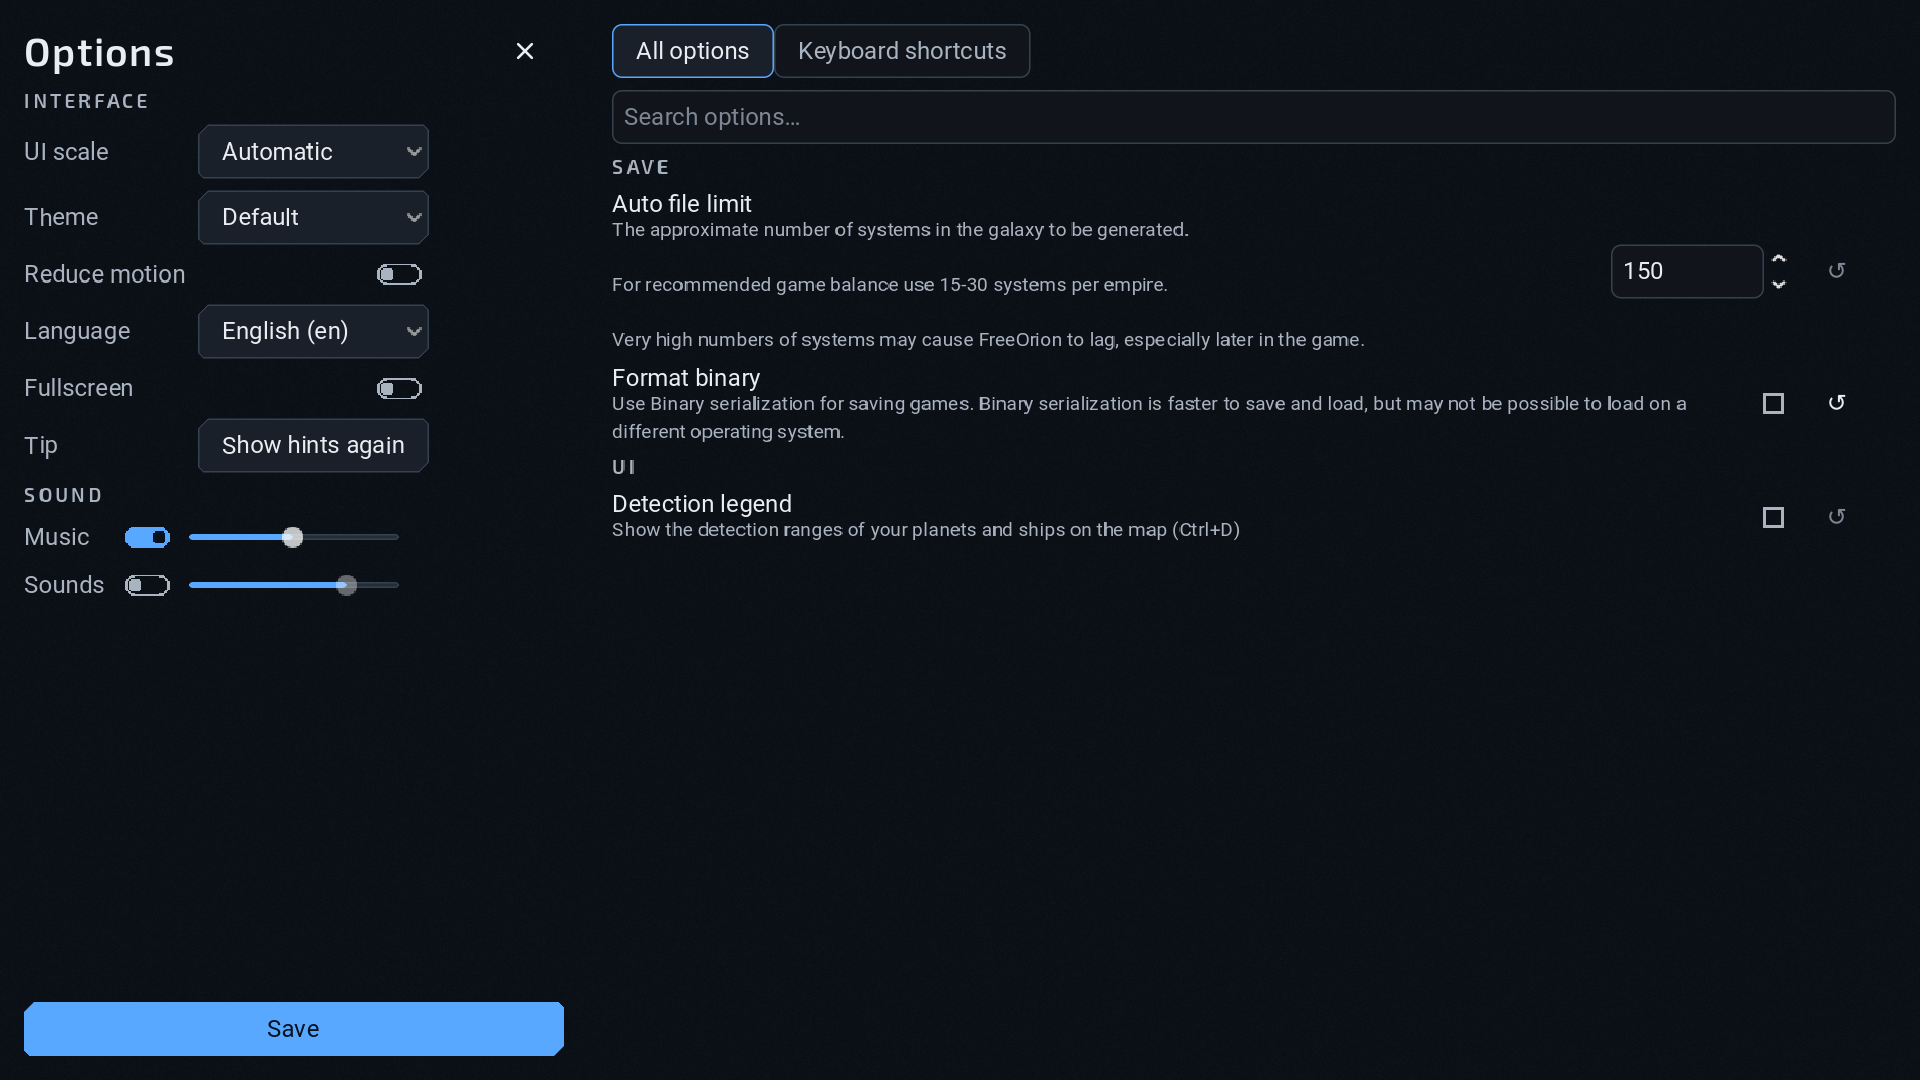 Options
INTERFACE
UI scale
Automatic
Theme
Default
Reduce motion
Language
English (en)
Fullscreen
Tip
Show hints again
SOUND
Music
Sounds
Save
All options
Keyboard shortcuts
Search options...
SAVE
Auto file limit
The approximate number of systems in the galaxy to be generated.
For recommended game balance use 15-30 systems per empire.
Very high numbers of systems may cause FreeOrion to lag, especially later in the game.
150
Format binary
Use Binary serialization for saving games. Binary serialization is faster to save and load, but may not be possible to load on a
different operating system.
UI
Detection legend
Show the detection ranges of your planets and ships on the map (Ctrl+D)